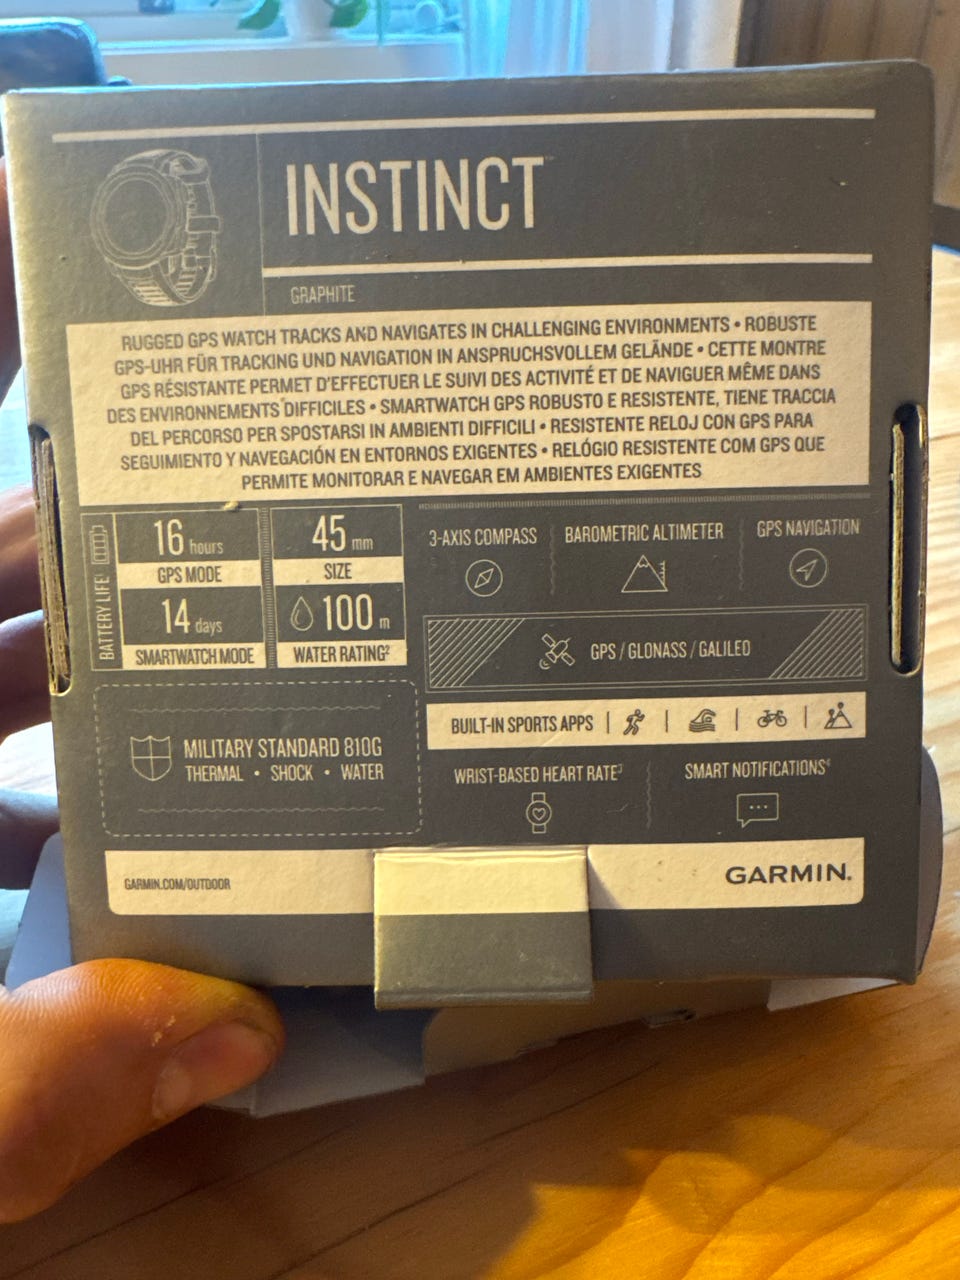 INSTINCT™
GRAPHITE
RUGGED GPS WATCH TRACKS AND NAVIGATES IN CHALLENGING ENVIRONMENTS • ROBUSTE
GPS-UHR FÜR TRACKING UND NAVIGATION IN ANSPRUCHSVOLLEM GELÄNDE • CETTE MONTRE
GPS RÉSISTANTE PERMET D'EFFECTUER LE SUIVI DES ACTIVITÉ ET DE NAVIGUER MÊME DANS
DES ENVIRONNEMENTS DIFFICILES • SMARTWATCH GPS ROBUSTO E RESISTENTE, TIENE TRACCIA
DEL PERCORSO PER SPOSTARSI IN AMBIENTI DIFFICILI • RESISTENTE RELOJ CON GPS PARA
SEGUIMIENTO Y NAVEGACIÓN EN ENTORNOS EXIGENTES • RELÓGIO RESISTENTE COM GPS QUE
PERMITE MONITORAR E NAVEGAR EM AMBIENTES EXIGENTES
BATTERY LIFE¹
16 hours
GPS MODE
14 days
SMARTWATCH MODE
45 mm
SIZE
100 m
WATER RATING²
3-AXIS COMPASS
BAROMETRIC ALTIMETER
GPS NAVIGATION
GPS / GLONASS / GALILEO
BUILT-IN SPORTS APPS
MILITARY STANDARD 810G
THERMAL • SHOCK • WATER
WRIST-BASED HEART RATE³
SMART NOTIFICATIONS⁴
GARMIN.COM/OUTDOOR
GARMIN.